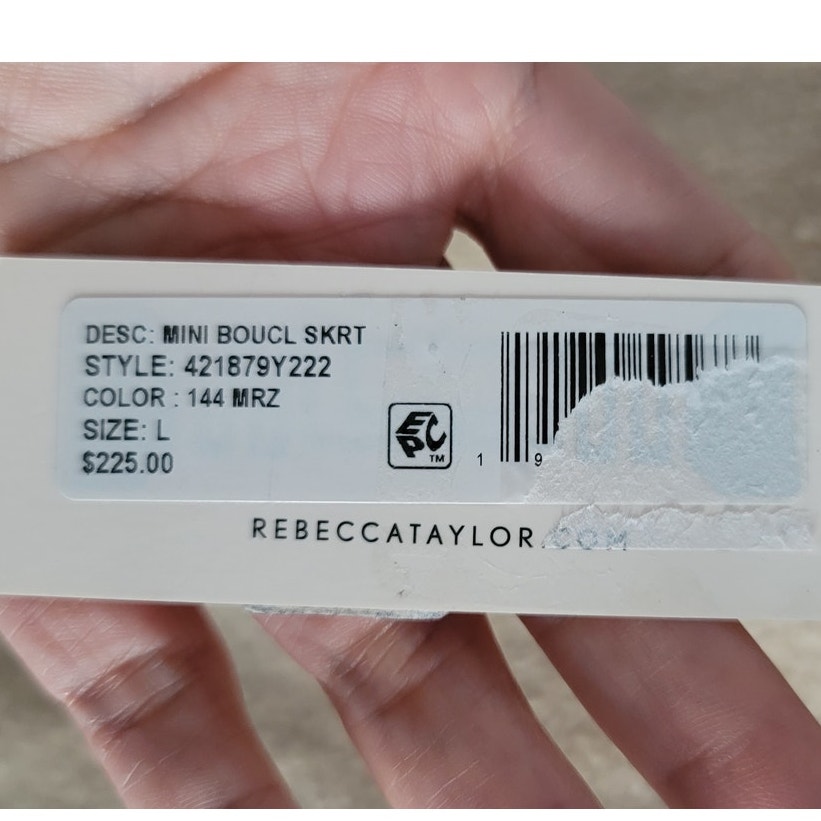 DESC: MINI BOUCL SKRT
STYLE: 421879Y222
COLOR : 144 MRZ
SIZE: L
$225.00
EPC TM
1 9
REBECCATAYLOR.COM